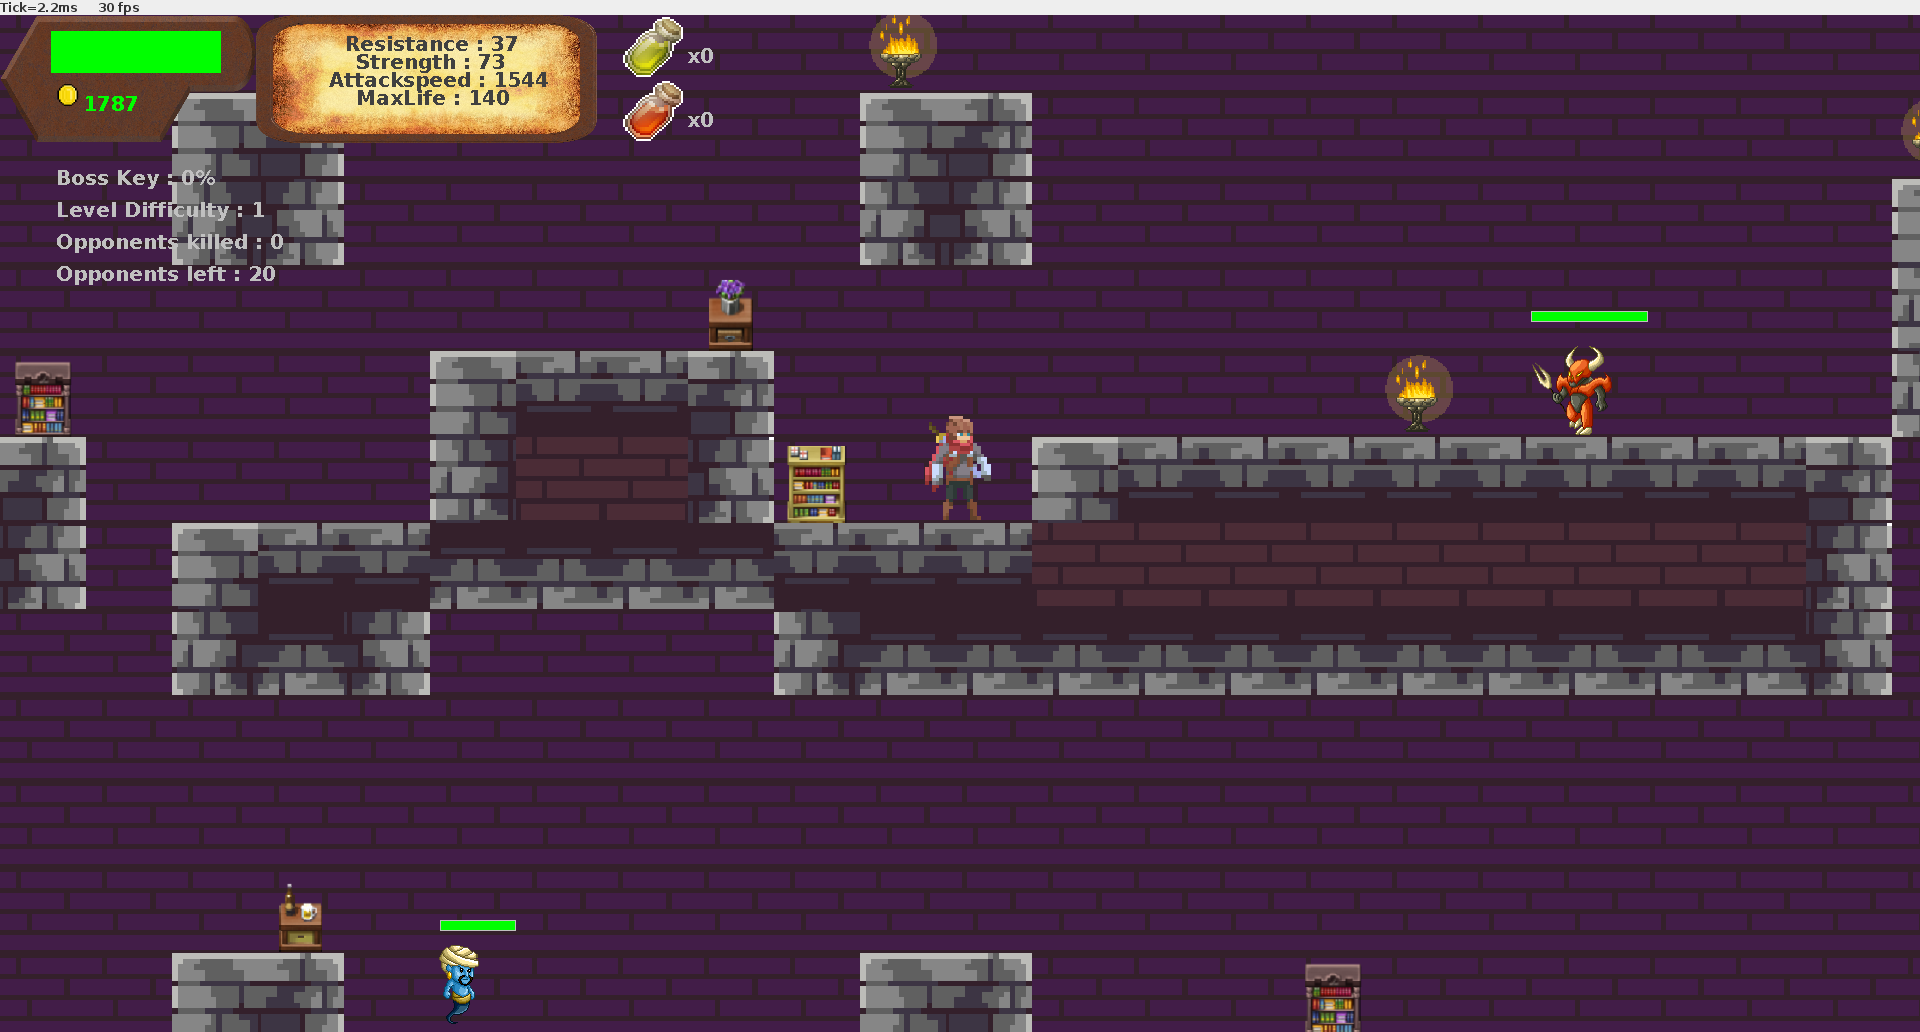 Tick=2.2ms 30 fps
1787
Resistance : 37
Strength : 73
Attackspeed : 1544
MaxLife : 140
x0
x0
Boss Key : 0%
Level Difficulty : 1
Opponents killed : 0
Opponents left : 20